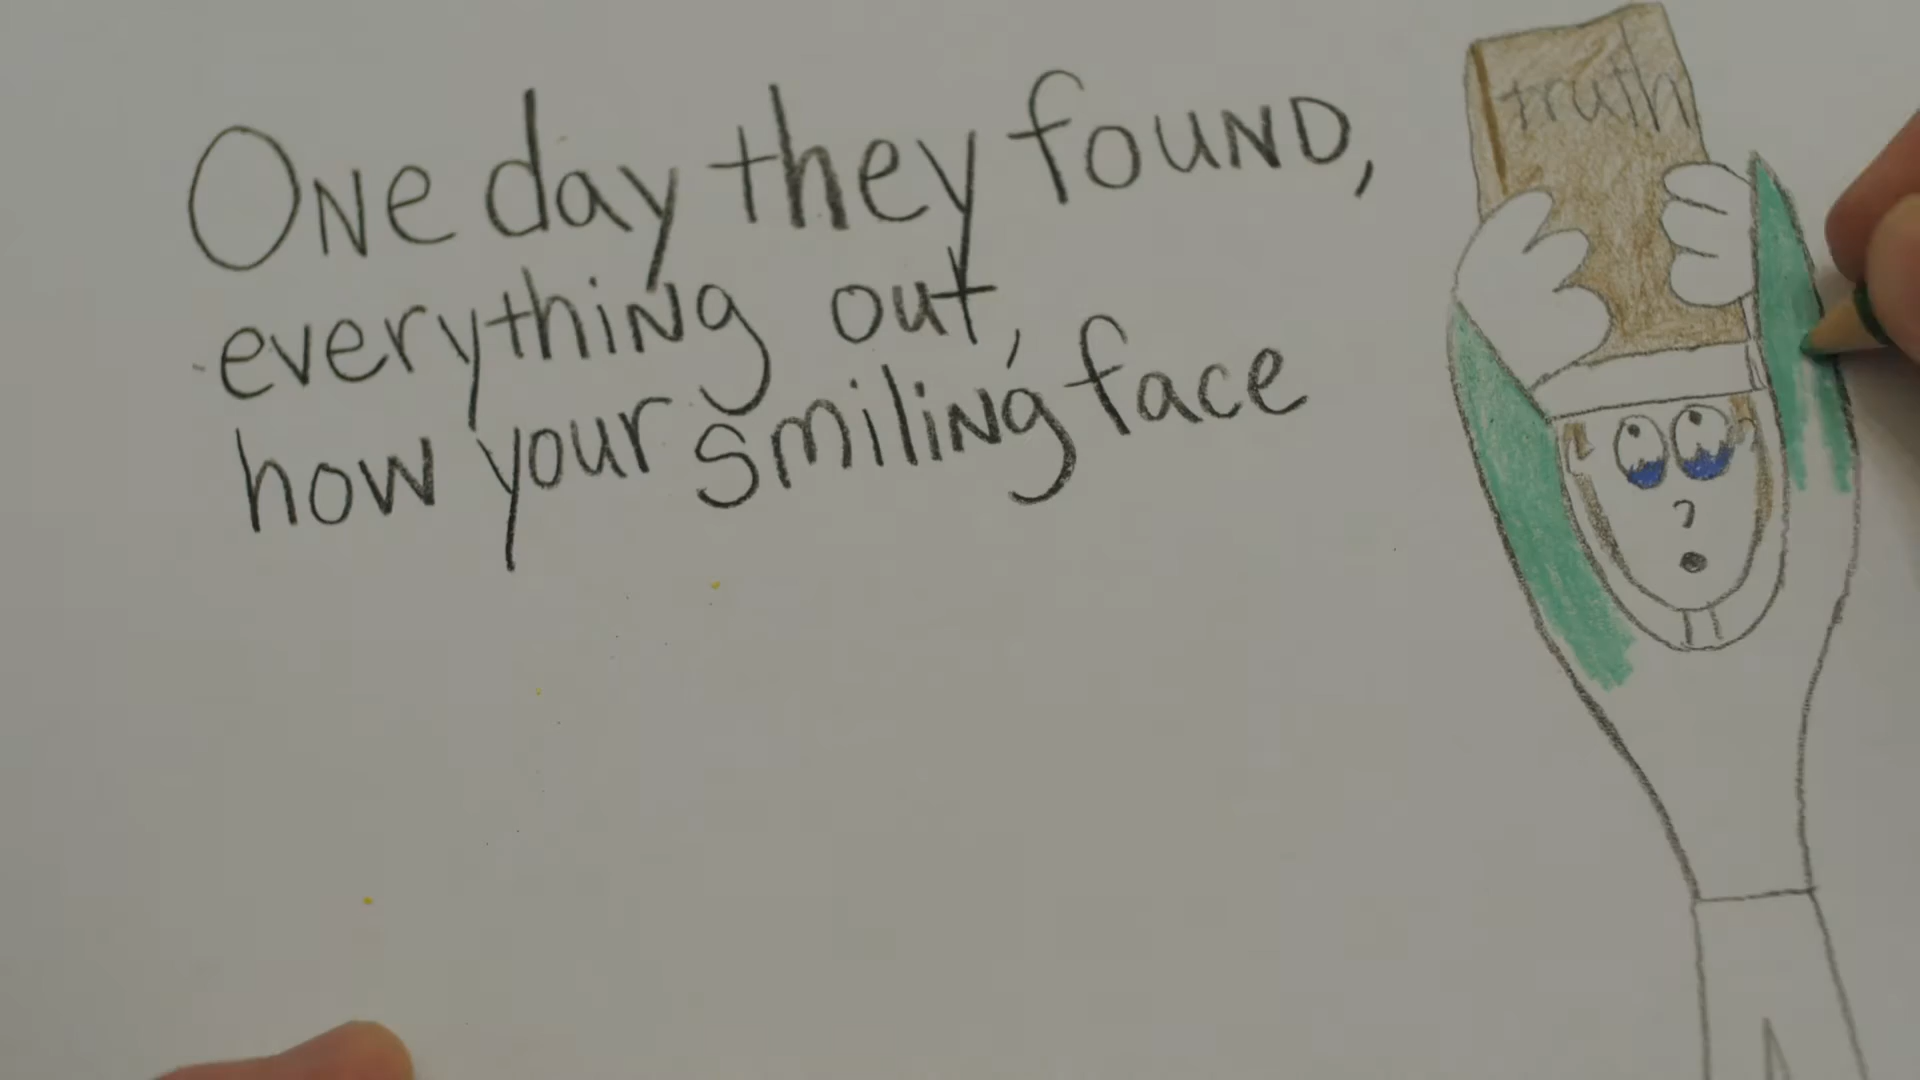 One day they found,
everything out,
how your smiling face
truth